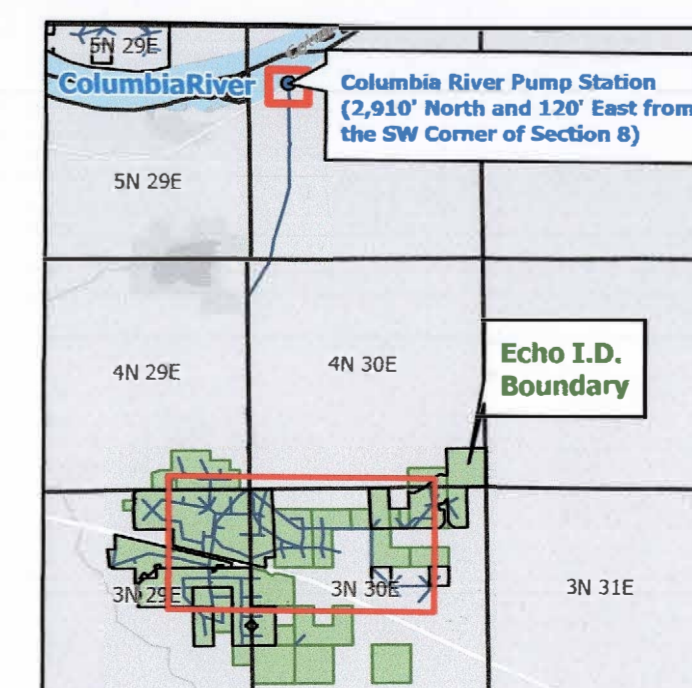 5N 29E
ColumbiaRiver
Columbia River Pump Station
(2,910' North and 120' East from
the SW Corner of Section 8)
5N 29E
4N 29E
4N 30E
Echo I.D.
Boundary
3N 29E
3N 30E
3N 31E